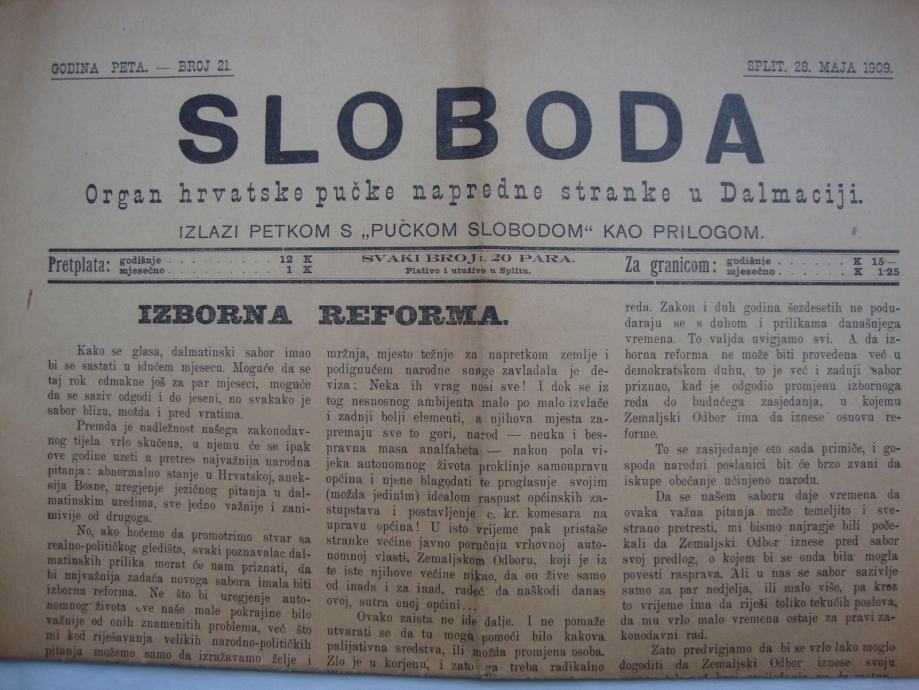 GODINA PETA. — BROJ 21.
SPLIT, 28. MAJA 1909.
SLOBODA
Organ hrvatske pučke napredne stranke u Dalmaciji.
IZLAZI PETKOM S „PUČKOM SLOBODOM“ KAO PRILOGOM.
Pretplata: godišnje . . . . . . . 12 K
mjesečno . . . . . . . 1 K
SVAKI BROJ: 20 PARA.
Plativo i utuživo u Splitu.
Za granicom: godišnje . . . . . . K 15·—
mjesečno . . . . . . K 1·25
IZBORNA REFORMA.
Kako se glasa, dalmatinski sabor imao
bi se sastati u idućem mjesecu. Moguće da se
taj rok odmakne još za par mjeseci, moguće
da se saziv odgodi i do jeseni, no svakako je
sabor blizu, možda i pred vratima.
Premda je nadležnost našega zakonodav-
nog tijela vrlo skučena, u njemu će se ipak
ove godine uzeti u pretres najvažnija narodna
pitanja: abnormalno stanje u Hrvatskoj, anek-
sija Bosne, uregjenje jezičnog pitanja u dal-
matinskim uredima, sve jedno važnije i zani-
mivije od drugoga.
No, ako hoćemo da promotrimo stvar sa
realno-političkog gledišta, svaki poznavalac dal-
matinskih prilika morat će nam priznati, da
bi najvažnija zadaća novoga sabora imala biti
izborna reforma. Ne što bi uregjenje auto-
nomnog života ove naše male pokrajine bilo
važnije od onih znamenitih problema, već što
mi kod riješavanja velikih narodno-političkih
pitanja možemo samo da izražavamo želje i
mržnja, mjesto težnje za napretkom zemlje i
podignućem narodne snage zavladala je de-
viza: Neka ih vrag nosi sve! I dok se iz
tog nesnosnog ambijenta malo po malo izvlače
i zadnji bolji elementi, a njihova mjesta za-
premaju sve to gori, narod — neuka i bes-
pravna masa analfabeta — nakon pola vi-
jeka autonomnog života proklinje samoupravu
općina i njene blagodati te proglasuje svojim
(možda jedinim) idealom raspust općinskih za-
stupstava i postavljenje c. kr. komesara na
upravu općina! U isto vrijeme pak pristaše
stranke većine javno poručuju vrhovnoj auto-
nomnoj vlasti, Zemaljskom Odboru, koji je iz
te iste njihove većine nikao, da on žive samo
od inada i za inad, radeć da naškodi danas
ovoj, sutra onoj općini...
Ovako zaista ne ide dalje. I ne pomaže
utvarati se da tu mogu pomoći bilo kakova
palijativna sredstva, ili možda promjena osoba.
Zlo je u korjenu, i zato ga treba radikalno
reda. Zakon i duh godina šezdesetih ne podu-
daraju se s duhom i prilikama današnjega
vremena. To valjda uvigjamo svi. A da iz-
borna reforma ne može biti provedena već u
demokratskom duhu, to je već i zadnji sabor
priznao, kad je odgodio promjenu izbornoga
reda do budućega zasjedanja, u kojemu
Zemaljski Odbor ima da iznese osnovu re-
forme.
To se zasijedanje eto sada primiče, i go-
spoda narodni poslanici bit će brzo zvani da
iskupe obećanje učinjeno narodu.
Da se našem saboru daje vremena da
ovaka važna pitanja može temeljito i sve-
strano pretresti, mi bismo najragje bili poče-
kali da Zemaljski Odbor iznese pred sabor
svoj predlog, o kojem bi se onda bila mogla
povesti rasprava. Ali u nas se sabor sazivlje
samo za par nedjelja, ili malo više, pa kroz
to vrijeme ima da riješi toliko tekućih poslova,
da mu vrlo malo vremena ostaje za pravi za-
konodavni rad.
Zato predvigjamo da bi se vrlo lako moglo
dogoditi da Zemaljski Odbor iznese svoju